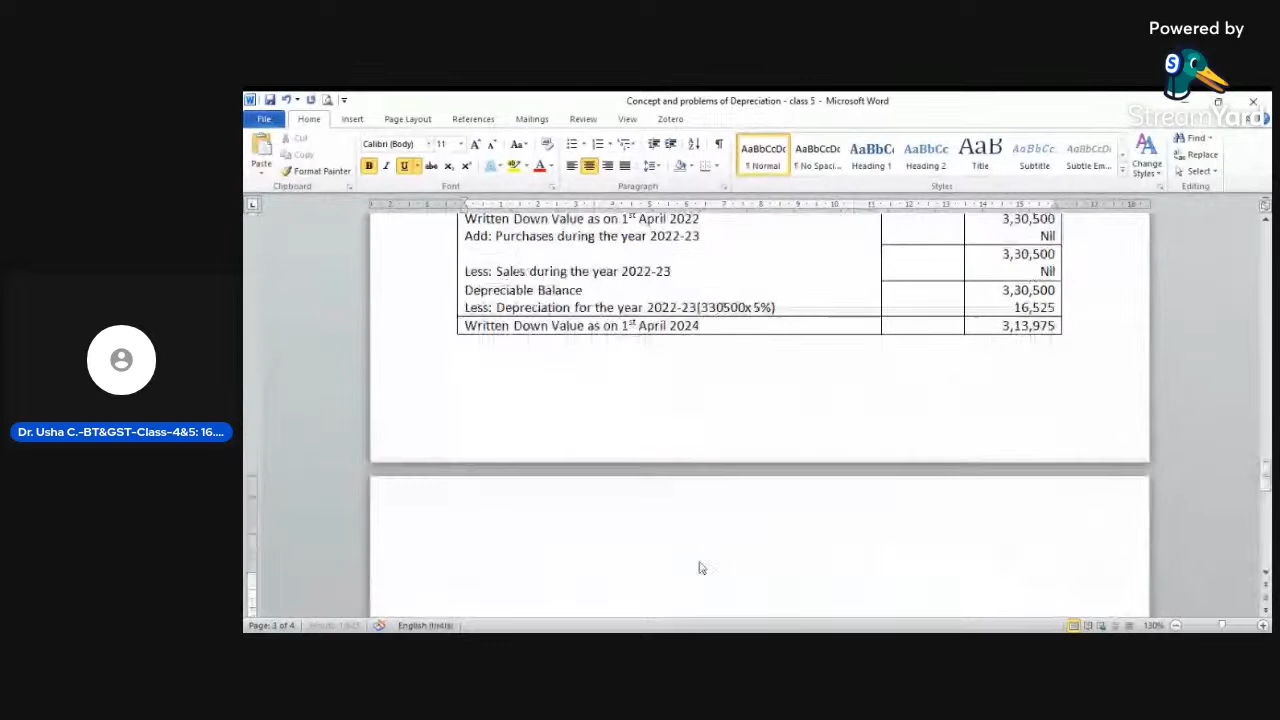 Powered by
StreamYard
Concept and problems of Depreciation - class 5 - Microsoft Word
File Home Insert Page Layout References Mailings Review View Zotero
Cut
Copy
Paste
Format Painter
Clipboard
Calibri (Body) 11
B I U abc x₂ x²
Font
Paragraph
AaBbCcDc AaBbCcDc AaBbC AaBbCc AaB AaBbCc. AaBbCcDc
¶ Normal ¶ No Spaci... Heading 1 Heading 2 Title Subtitle Subtle Em...
Change Styles
Styles
Find
Replace
Select
Editing
Written Down Value as on 1st April 2022 3,30,500
Add: Purchases during the year 2022-23 Nil
3,30,500
Less: Sales during the year 2022-23 Nil
Depreciable Balance 3,30,500
Less: Depreciation for the year 2022-23(330500x 5%) 16,525
Written Down Value as on 1st April 2024 3,13,975
Dr. Usha C.-BT&GST-Class-4&5: 16....
Page: 3 of 4
130%